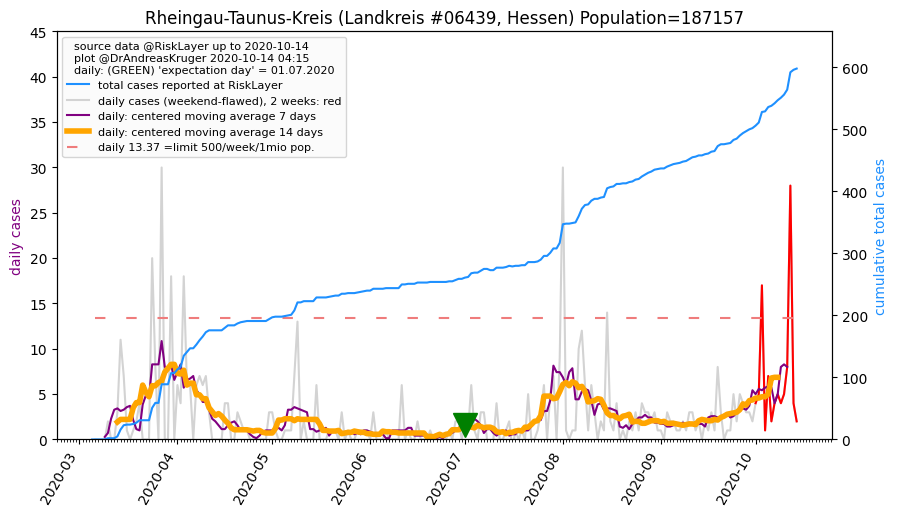 Rheingau-Taunus-Kreis (Landkreis #06439, Hessen) Population=187157
source data @RiskLayer up to 2020-10-14
plot @DrAndreasKruger 2020-10-14 04:15
daily: (GREEN) 'expectation day' = 01.07.2020
total cases reported at RiskLayer
daily cases (weekend-flawed), 2 weeks: red
daily: centered moving average 7 days
daily: centered moving average 14 days
daily 13.37 =limit 500/week/1mio pop.
daily cases
45
40
35
30
25
20
15
10
5
0
600
500
400
300
200
100
0
cumulative total cases
2020-03
2020-04
2020-05
2020-06
2020-07
2020-08
2020-09
2020-10